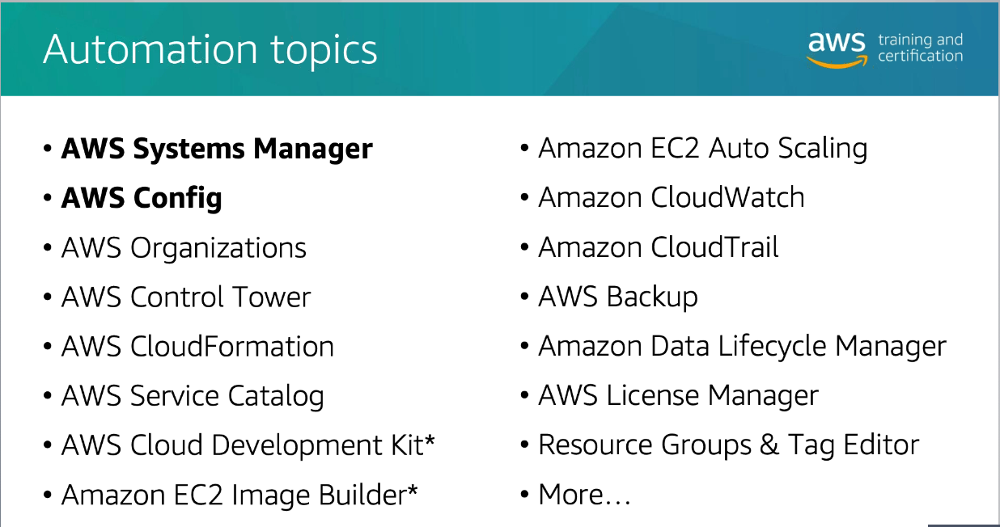 Automation topics
aws training and
certification
• AWS Systems Manager
• AWS Config
• AWS Organizations
• AWS Control Tower
• AWS CloudFormation
• AWS Service Catalog
• AWS Cloud Development Kit*
• Amazon EC2 Image Builder*
• Amazon EC2 Auto Scaling
• Amazon CloudWatch
• Amazon CloudTrail
• AWS Backup
• Amazon Data Lifecycle Manager
• AWS License Manager
• Resource Groups & Tag Editor
• More...